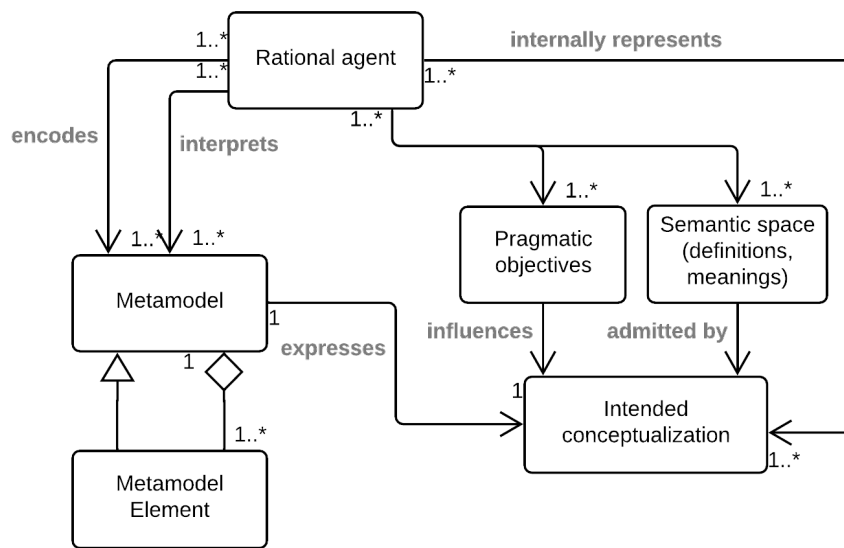 1..*
Rational agent
internally represents
1..*
1..*
1..*
encodes
interprets
1..*
1..*
Pragmatic
objectives
Semantic space
(definitions,
meanings)
1..*
1..*
Metamodel
1
expresses
influences
admitted by
1
1
Intended
conceptualization
1..*
1..*
Metamodel
Element